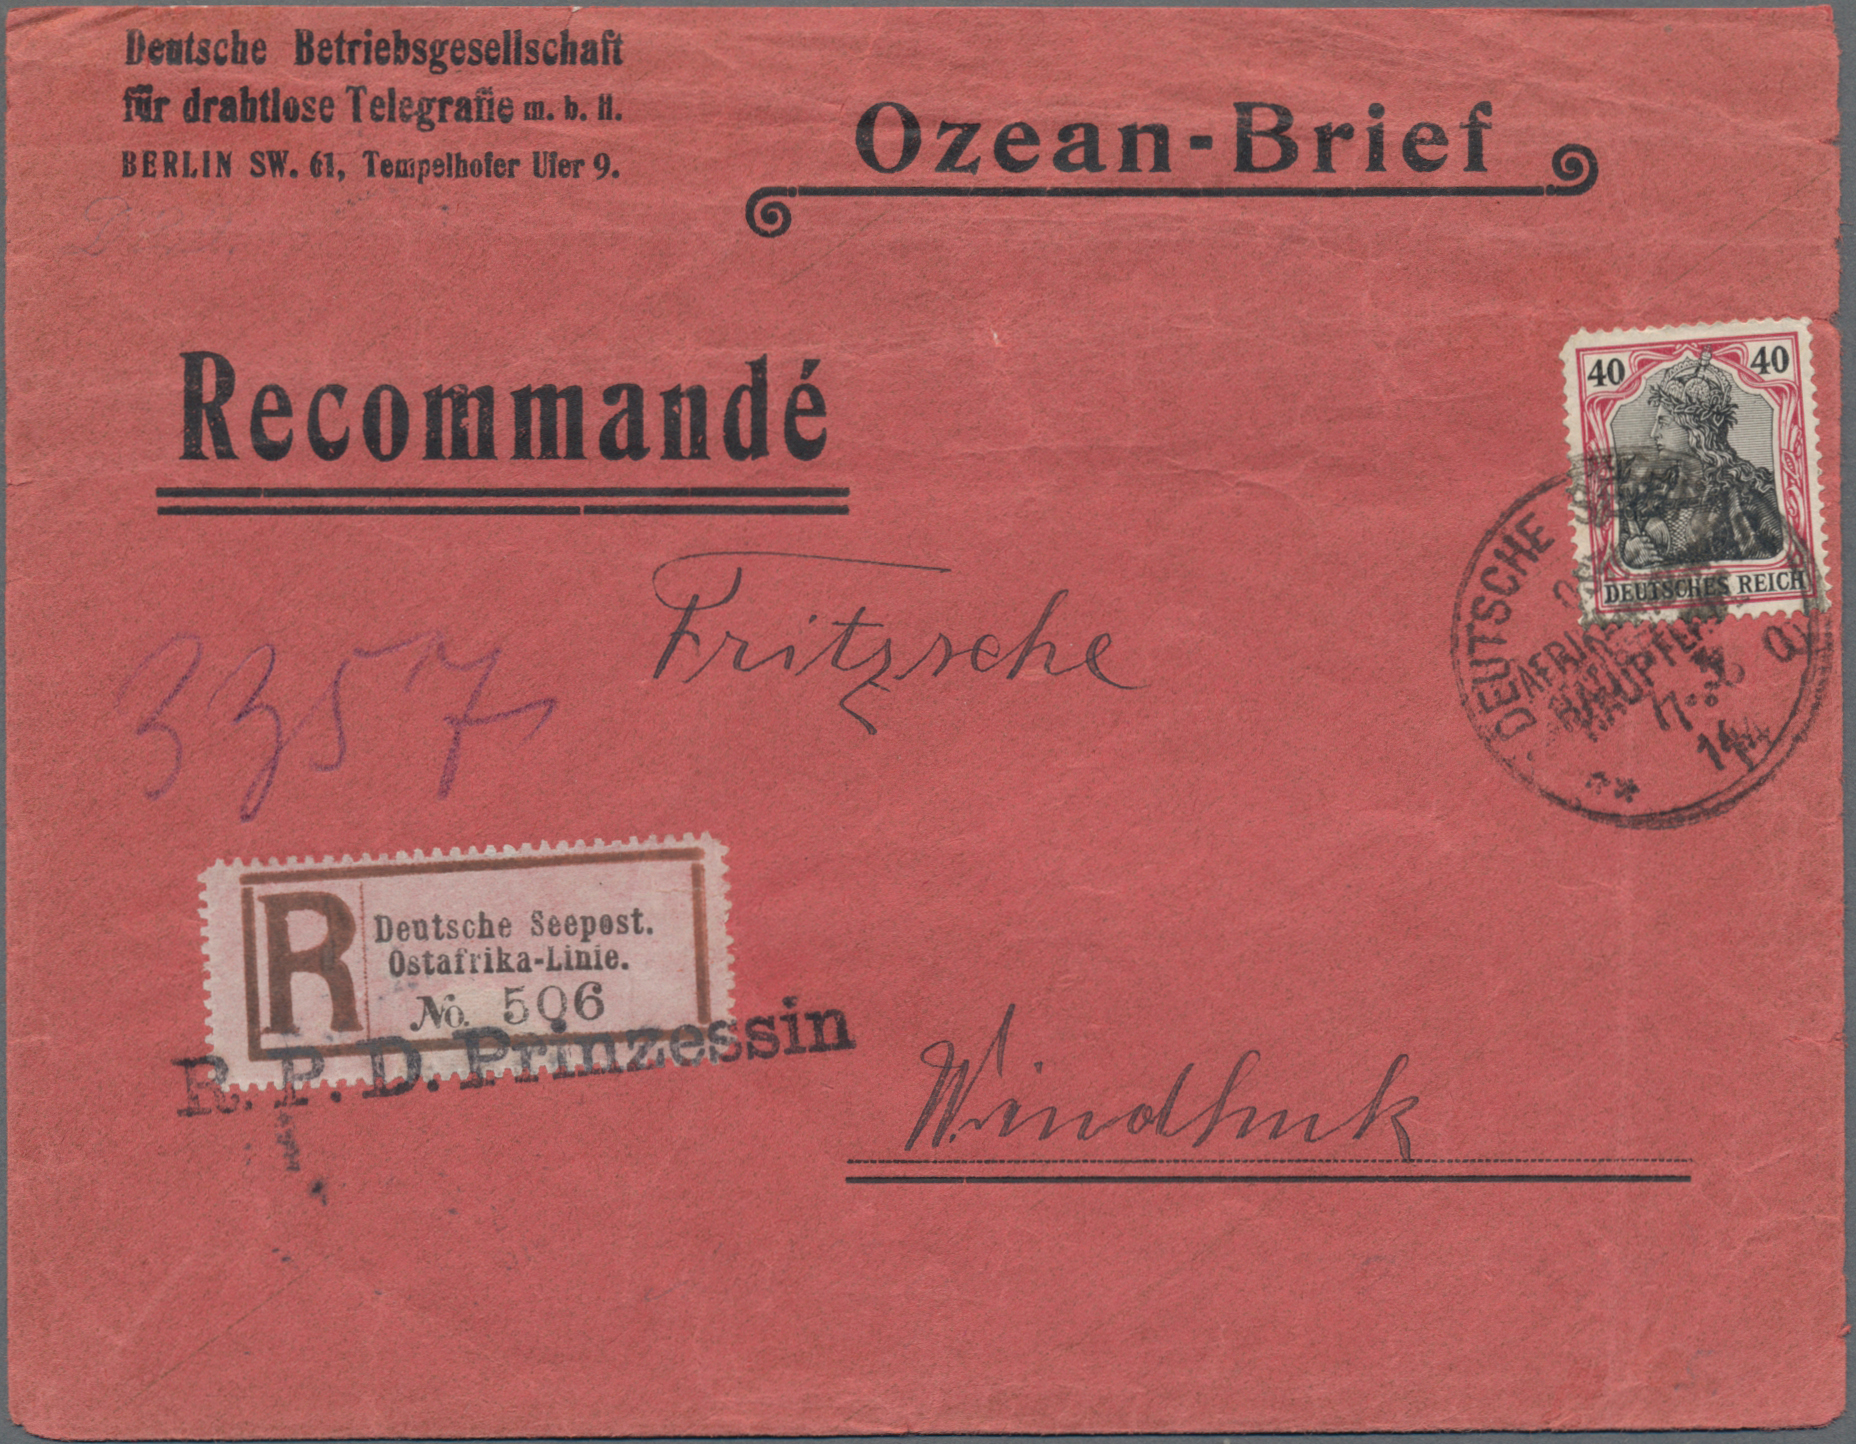 Deutsche Betriebsgesellschaft
für drahtlose Telegrafie m. b. H.
BERLIN SW. 61, Tempelhofer Ufer 9.
Ozean-Brief
Recommandé
40 40
DEUTSCHES REICH
DEUTSCHE
HAUPTLINIE
14
**
Fritzsche
3357
R
Deutsche Seepost.
Ostafrika-Linie.
No. 506
R. P. D. Prinzessin
Windhuk